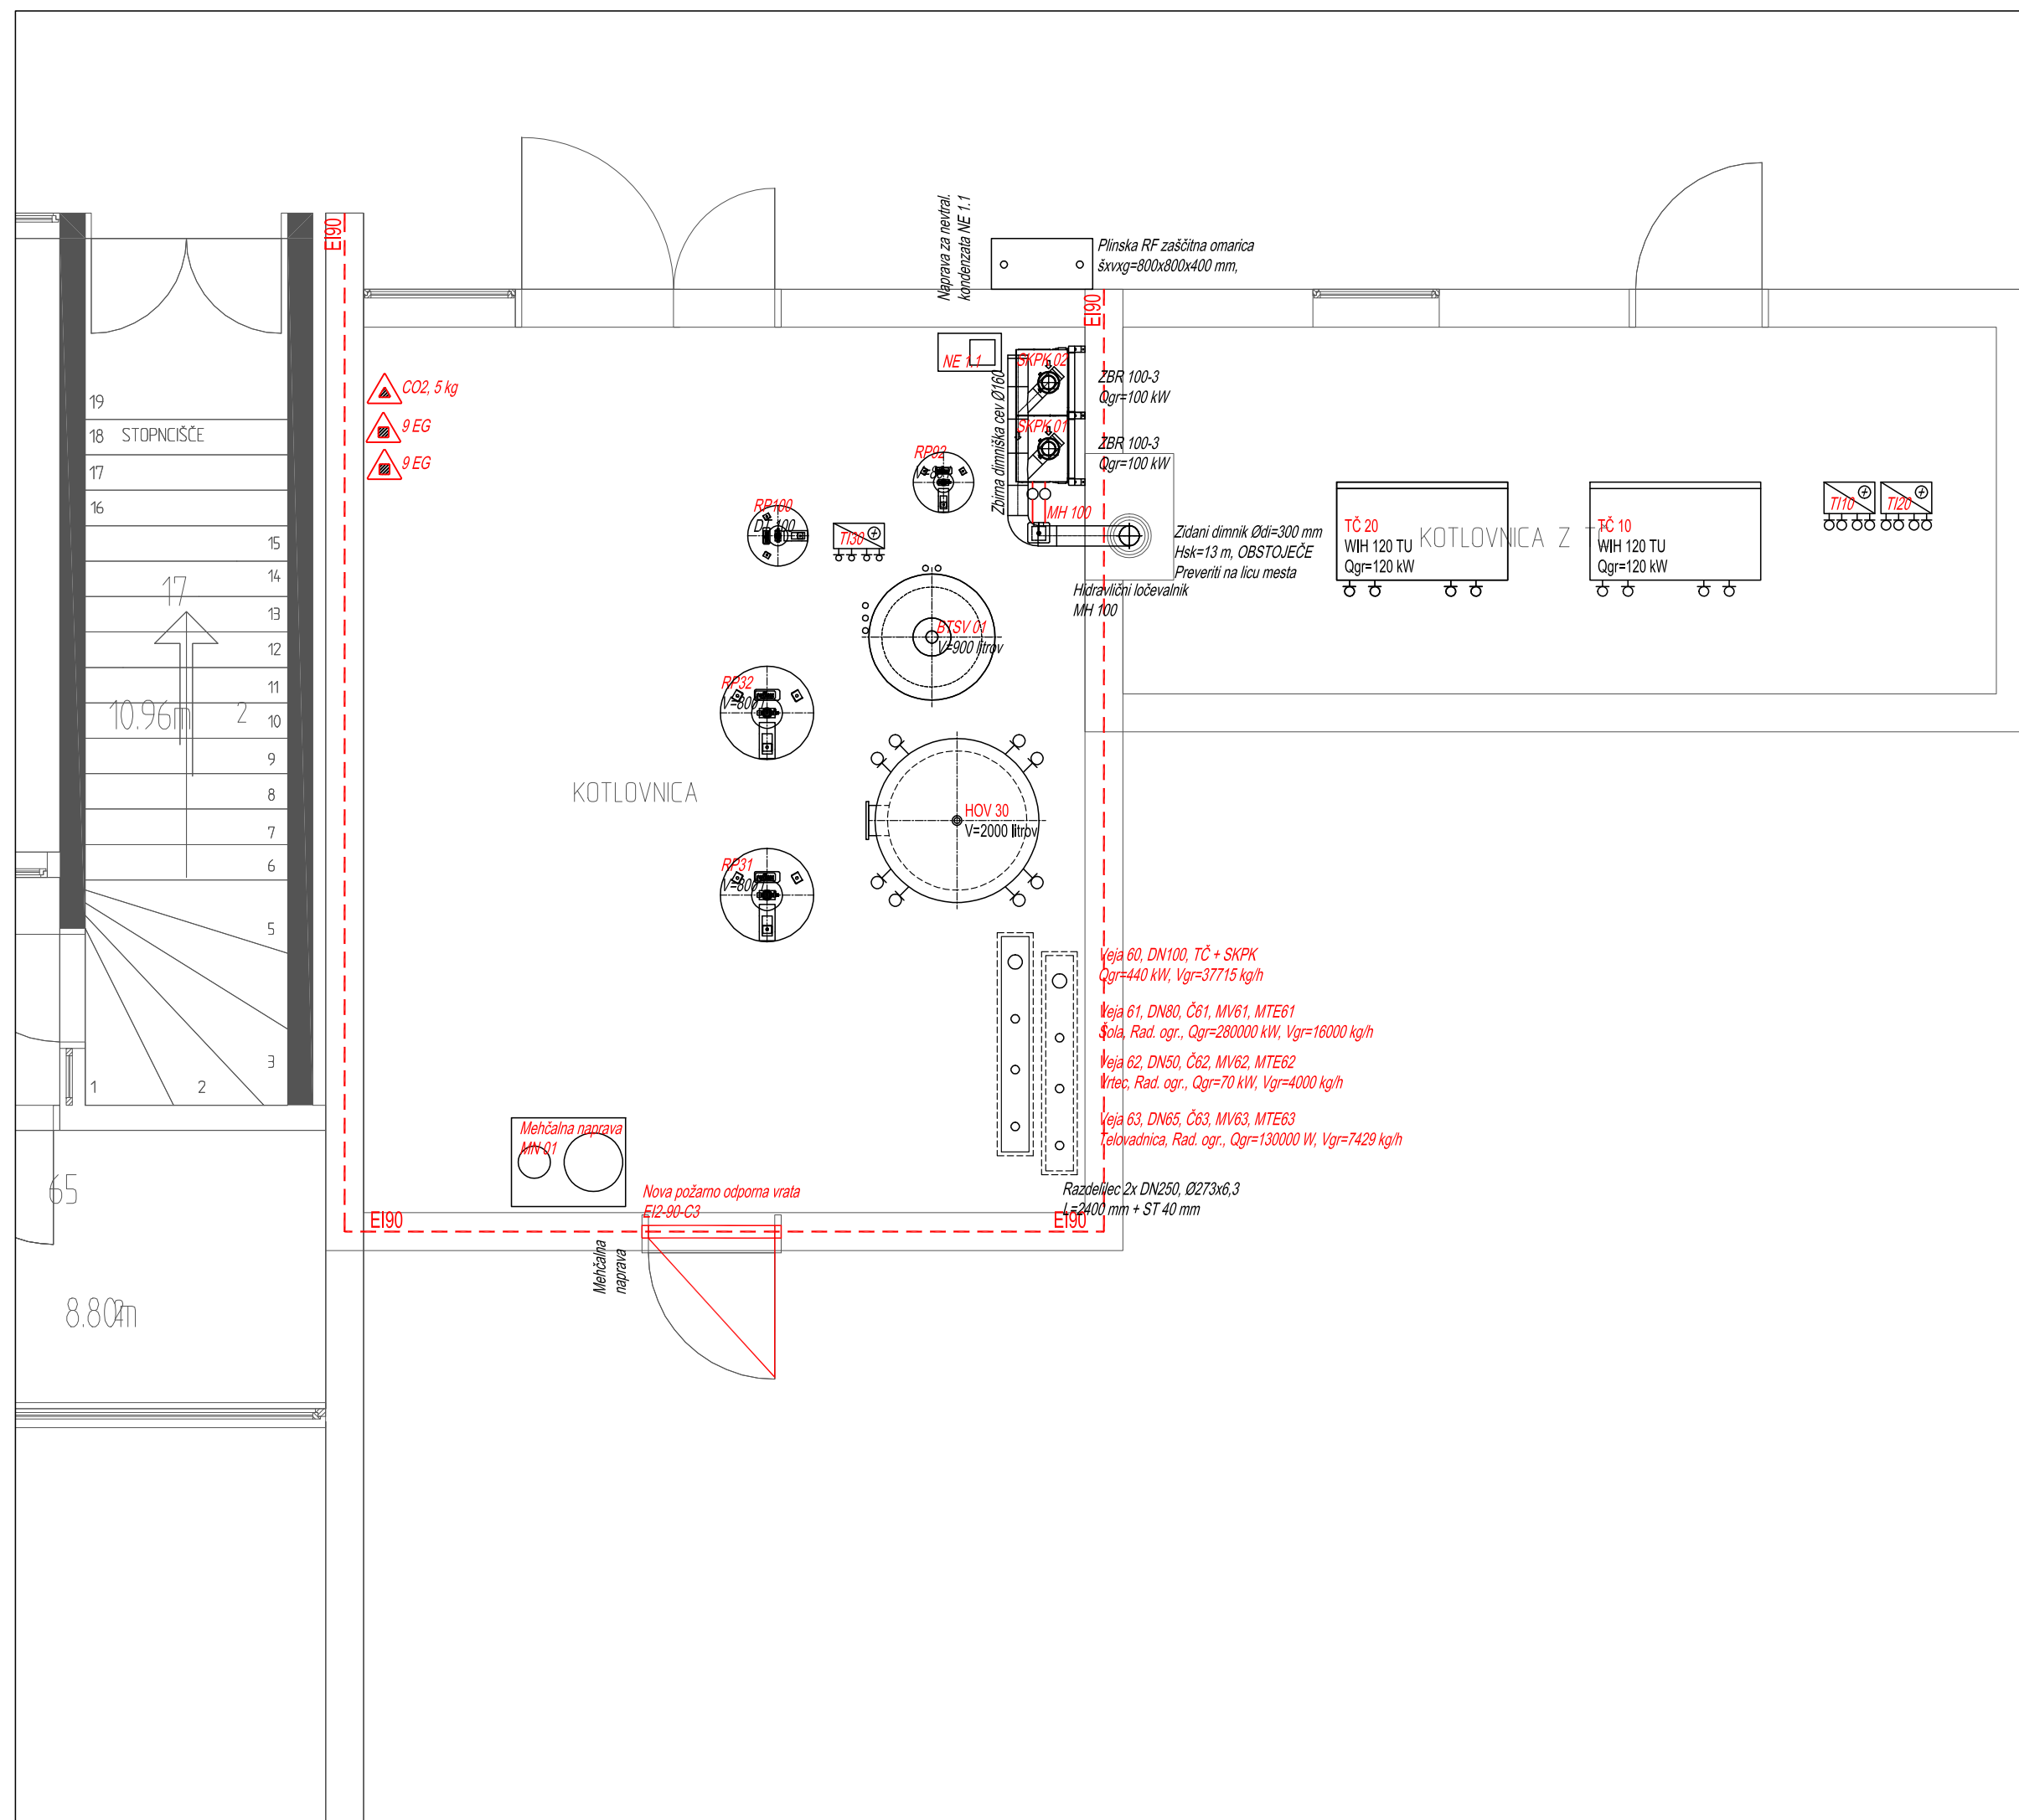 EI90
Naprava za nevtral.
kondenzata NE 1.1
Plinska RF zaščitna omarica
šxvxg=800x800x400 mm,
EI90
NE 1.1
SKPK 02
ZBR 100-3
Qgr=100 kW
CO2, 5 kg
9 EG
9 EG
Zbirna dimniška cev Ø160
SKPK 01
ZBR 100-3
Qgr=100 kW
RP92
RP100
TI30
MH 100
Zidani dimnik Ødi=300 mm
Hsk=13 m, OBSTOJEČE
Preveriti na licu mesta
Hidravlični ločevalnik
MH 100
TČ 20
WIH 120 TU
Qgr=120 kW
KOTLOVNICA Z
TČ 10
WIH 120 TU
Qgr=120 kW
TI10
TI20
19
18
STOPNCIŠČE
17
16
15
14
17
13
12
11
10.96m
2
10
9
8
7
6
5
3
1
2
BTSV 01
V=900 litrov
RP32
V=800
KOTLOVNICA
HOV 30
V=2000 litrov
RP31
V=800
Veja 60, DN100, TČ + SKPK
Qgr=440 kW, Vgr=37715 kg/h
Veja 61, DN80, Č61, MV61, MTE61
Šola, Rad. ogr., Qgr=280000 kW, Vgr=16000 kg/h
Veja 62, DN50, Č62, MV62, MTE62
Vrtec, Rad. ogr., Qgr=70 kW, Vgr=4000 kg/h
Veja 63, DN65, Č63, MV63, MTE63
Telovadnica, Rad. ogr., Qgr=130000 W, Vgr=7429 kg/h
Mehčalna naprava
MN 01
Nova požarno odporna vrata
EI2-90-C3
Razdelilec 2x DN250, Ø273x6,3
L=2400 mm + ST 40 mm
EI90
EI90
Mehčalna
naprava
65